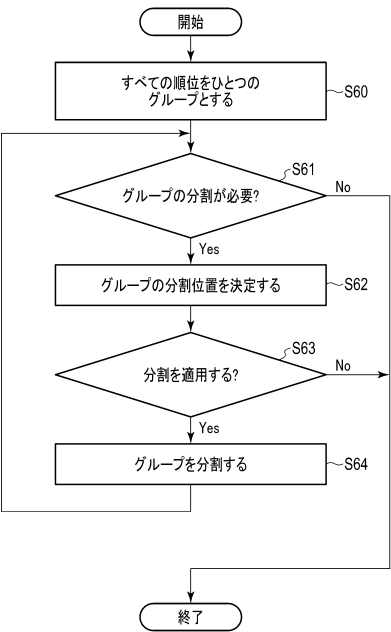 開始
すべての順位をひとつの
グループとする
S60
S61
グループの分割が必要?
No
Yes
グループの分割位置を決定する
S62
S63
分割を適用する?
No
Yes
グループを分割する
S64
終了